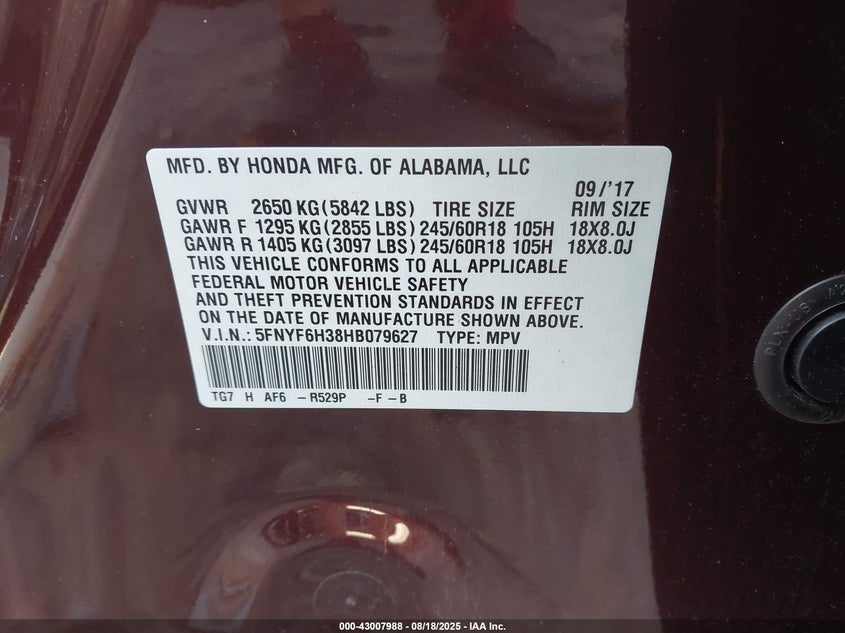 MFD. BY HONDA MFG. OF ALABAMA, LLC
09/'17
GVWR 2650 KG(5842 LBS) TIRE SIZE RIM SIZE
GAWR F 1295 KG(2855 LBS) 245/60R18 105H 18X8.0J
GAWR R 1405 KG(3097 LBS) 245/60R18 105H 18X8.0J
THIS VEHICLE CONFORMS TO ALL APPLICABLE
FEDERAL MOTOR VEHICLE SAFETY
AND THEFT PREVENTION STANDARDS IN EFFECT
ON THE DATE OF MANUFACTURE SHOWN ABOVE.
V.I.N.: 5FNYF6H38HB079627 TYPE: MPV
TG7 H AF6 -R529P -F -B
000-43007988 - 08/18/2025 - IAA Inc.